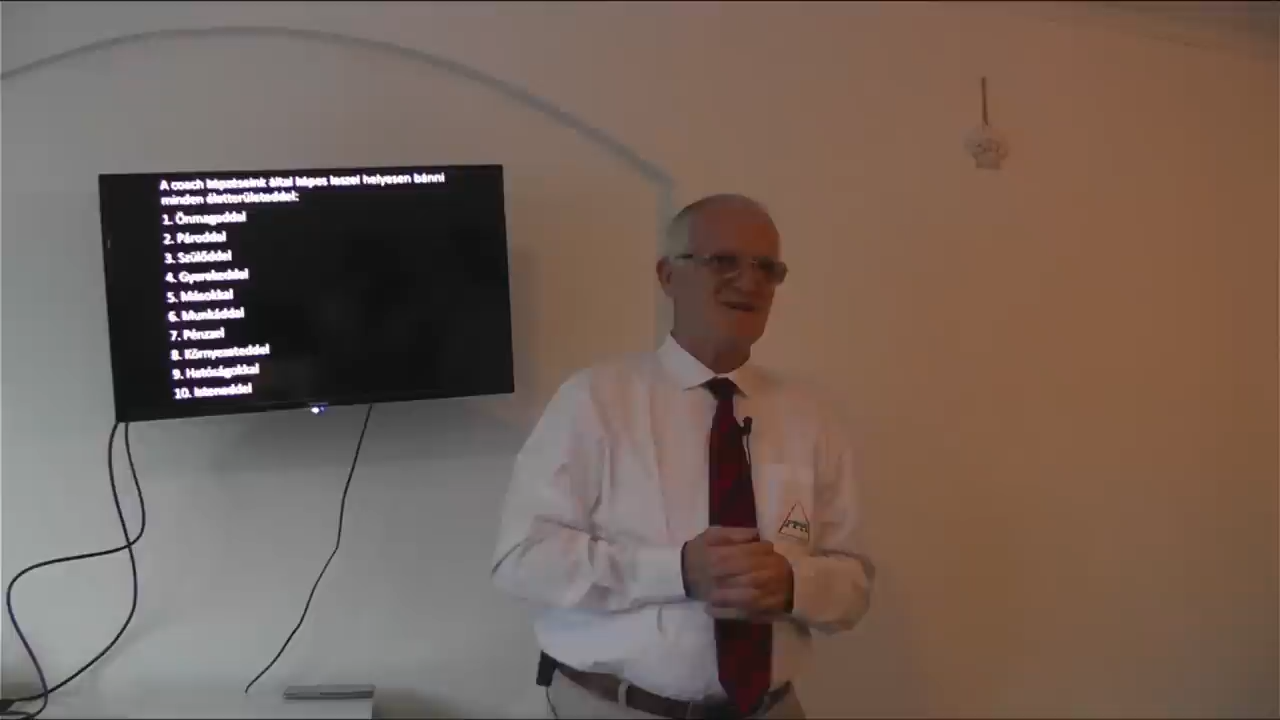 A coach képzéseink által képes leszel helyesen bánni
minden életterületeddel:
1. Önmagaddal
2. Pároddal
3. Szülőddel
4. Gyerekeddel
5. Másokkal
6. Munkáddal
7. Pénzzel
8. Környezeteddel
9. Hatóságokkal
10. Isteneddel